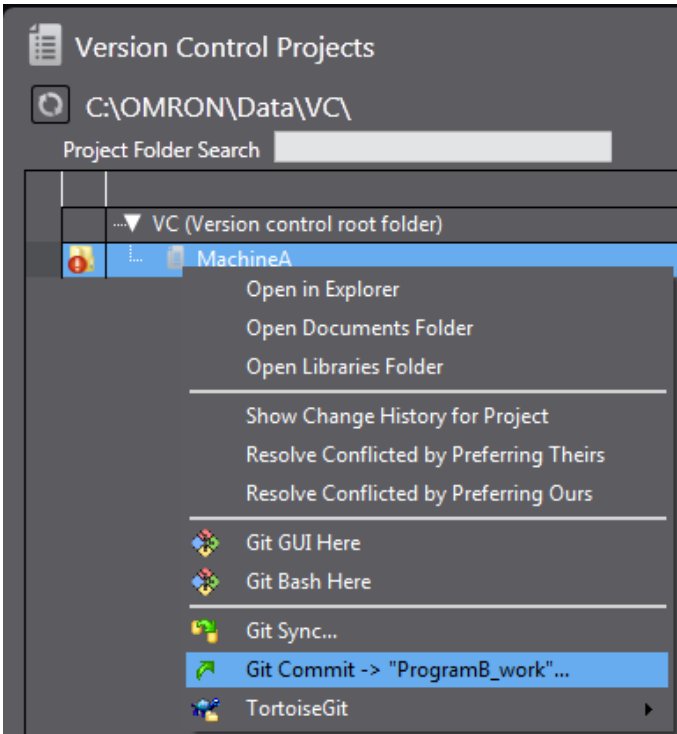 Version Control Projects
C:\OMRON\Data\VC\
Project Folder Search
VC (Version control root folder)
MachineA
Open in Explorer
Open Documents Folder
Open Libraries Folder
Show Change History for Project
Resolve Conflicted by Preferring Theirs
Resolve Conflicted by Preferring Ours
Git GUI Here
Git Bash Here
Git Sync...
Git Commit -> "ProgramB_work"...
TortoiseGit